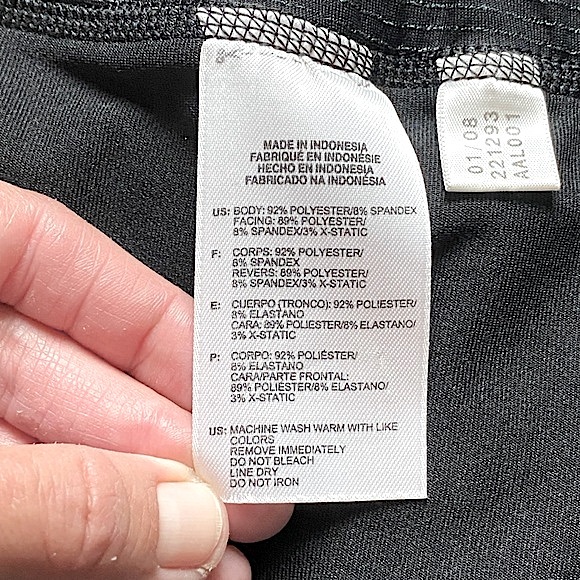 MADE IN INDONESIA
FABRIQUÉ EN INDONÉSIE
HECHO EN INDONESIA
FABRICADO NA INDONÉSIA
US: BODY: 92% POLYESTER/8% SPANDEX
FACING: 89% POLYESTER/
8% SPANDEX/3% X-STATIC
F: CORPS: 92% POLYESTER/
8% SPANDEX
REVERS: 89% POLYESTER/
8% SPANDEX/3% X-STATIC
E: CUERPO (TRONCO): 92% POLIESTER/
8% ELASTANO
CARA: 89% POLIESTER/8% ELASTANO/
3% X-STATIC
P: CORPO: 92% POLIÉSTER/
8% ELASTANO
CARA/PARTE FRONTAL:
89% POLIÉSTER/8% ELASTANO/
3% X-STATIC
US: MACHINE WASH WARM WITH LIKE
COLORS
REMOVE IMMEDIATELY
DO NOT BLEACH
LINE DRY
DO NOT IRON
01/08
221293
AAL001